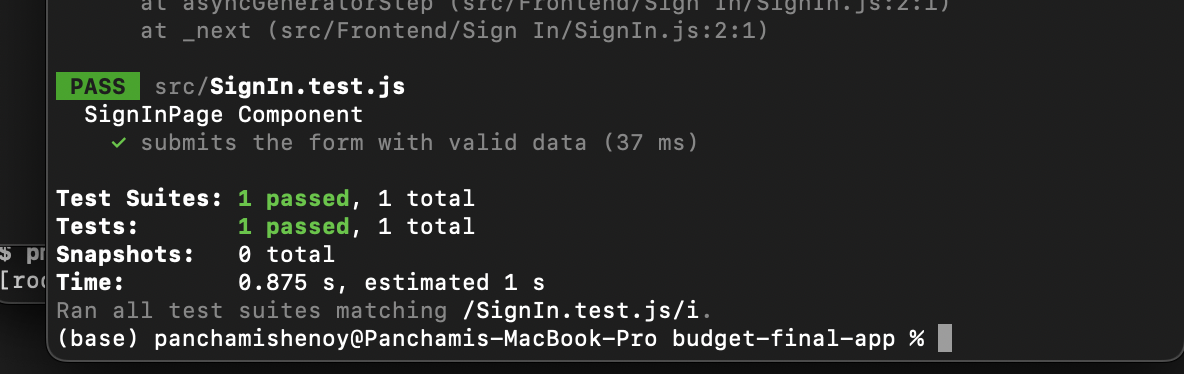 at asyncGeneratorStep (src/Frontend/Sign In/SignIn.js:2:1)
at _next (src/Frontend/Sign In/SignIn.js:2:1)
PASS src/SignIn.test.js
SignInPage Component
✓ submits the form with valid data (37 ms)
Test Suites: 1 passed, 1 total
Tests: 1 passed, 1 total
Snapshots: 0 total
Time: 0.875 s, estimated 1 s
Ran all test suites matching /SignIn.test.js/i.
(base) panchamishenoy@Panchamis-MacBook-Pro budget-final-app %